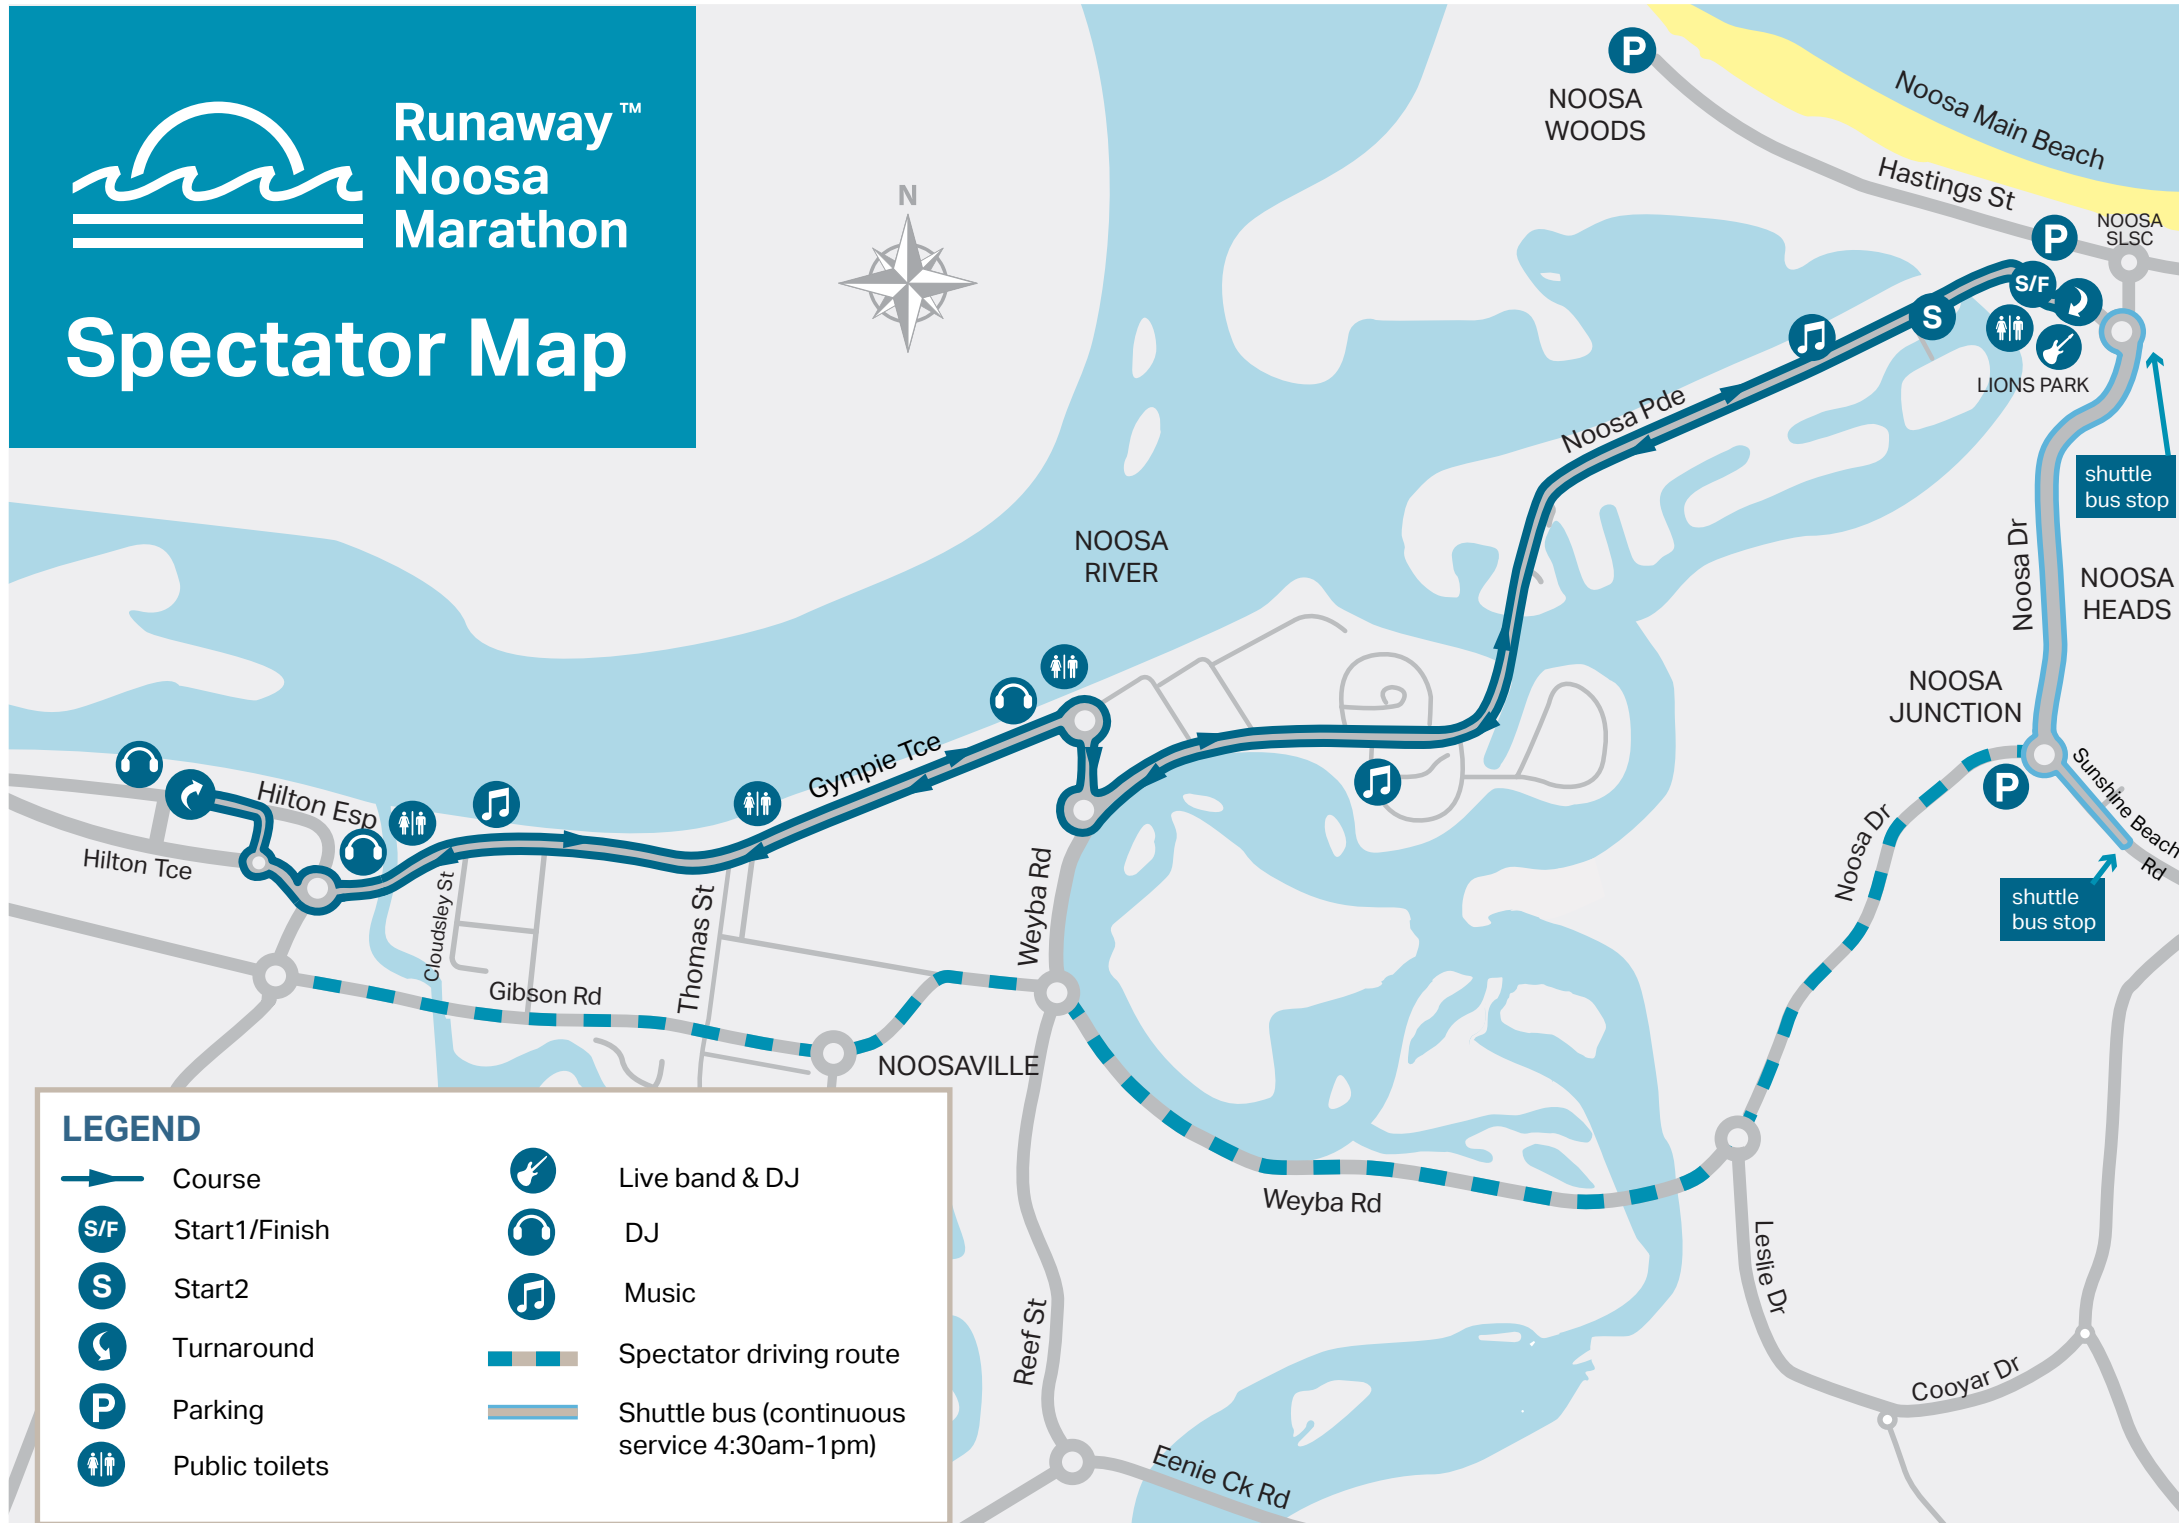 Runaway™
Noosa
Marathon
Spectator Map
N
P
NOOSA
WOODS
Noosa Main Beach
Hastings St
P
NOOSA
SLSC
S/F
S
LIONS PARK
Noosa Pde
shuttle
bus stop
NOOSA
RIVER
Noosa Dr
NOOSA
HEADS
NOOSA
JUNCTION
P
Sunshine Beach
Rd
shuttle
bus stop
Noosa Dr
Gympie Tce
Hilton Esp
Hilton Tce
Cloudsley St
Thomas St
Weyba Rd
Gibson Rd
NOOSAVILLE
Weyba Rd
Leslie Dr
Reef St
Cooyar Dr
Eenie Ck Rd
LEGEND
Course
S/F Start1/Finish
S Start2
Turnaround
P Parking
Public toilets
Live band & DJ
DJ
Music
Spectator driving route
Shuttle bus (continuous
service 4:30am-1pm)